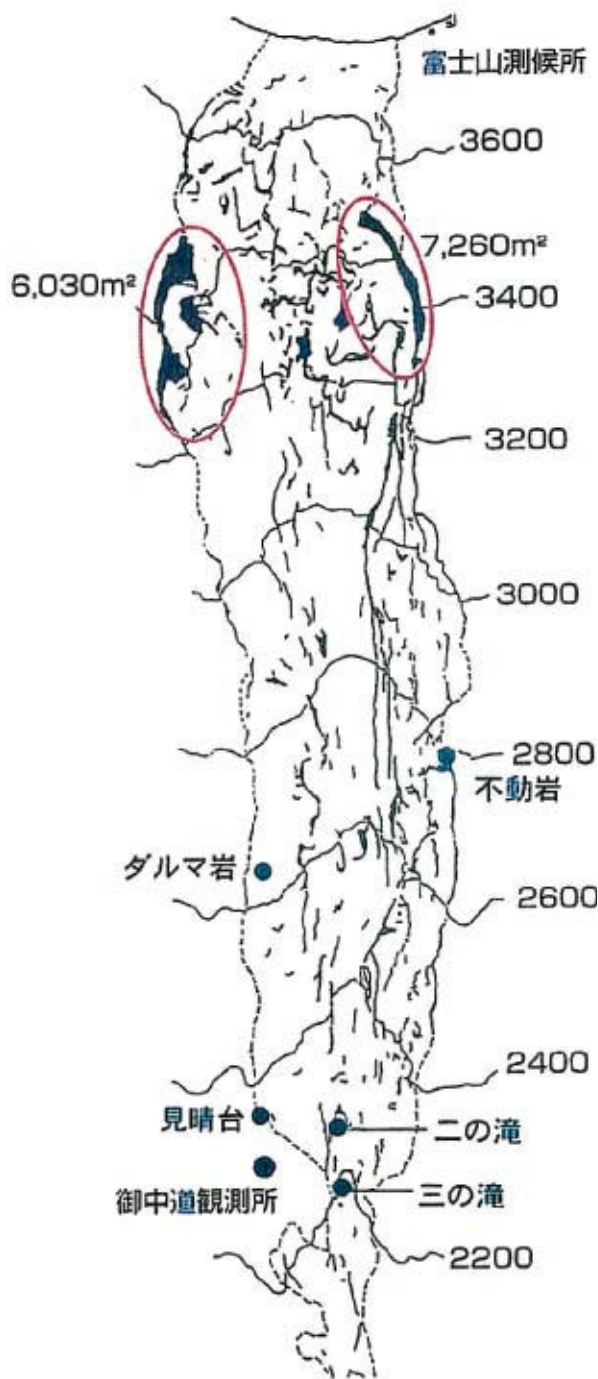 富士山測候所
3600
7,260m²
6,030m²
3400
3200
3000
2800
不動岩
ダルマ岩
2600
2400
見晴台
二の滝
御中道観測所
三の滝
2200